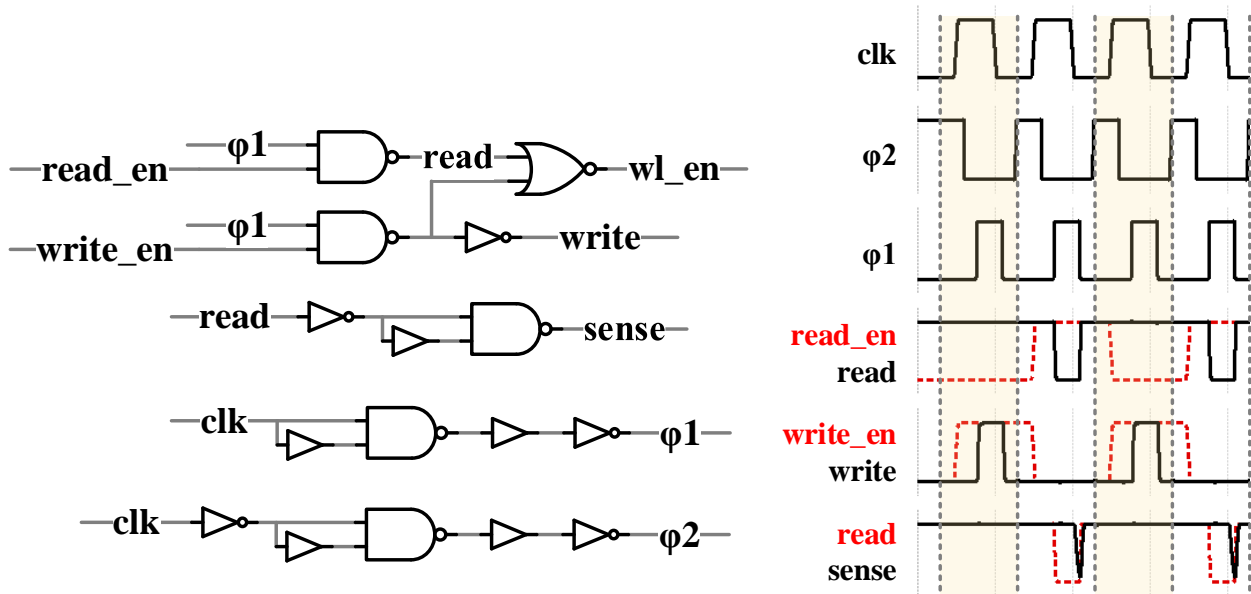 φ1
read_en
read
wl_en
φ1
write_en
write
read
sense
clk
φ1
clk
φ2
clk
φ2
φ1
read_en
read
write_en
write
read
sense